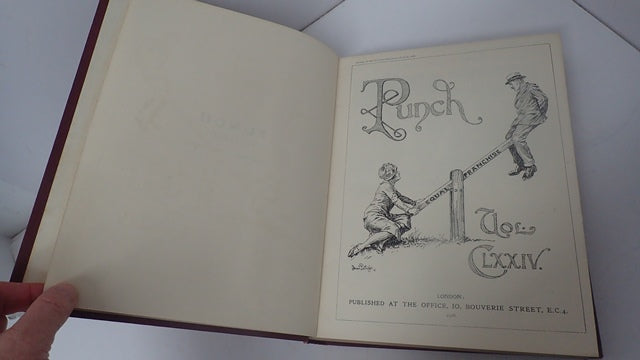 Punch
EQUAL FRANCHISE
Vol.
CLXXIV.
LONDON:
PUBLISHED AT THE OFFICE, 10, BOUVERIE STREET, E.C.4.